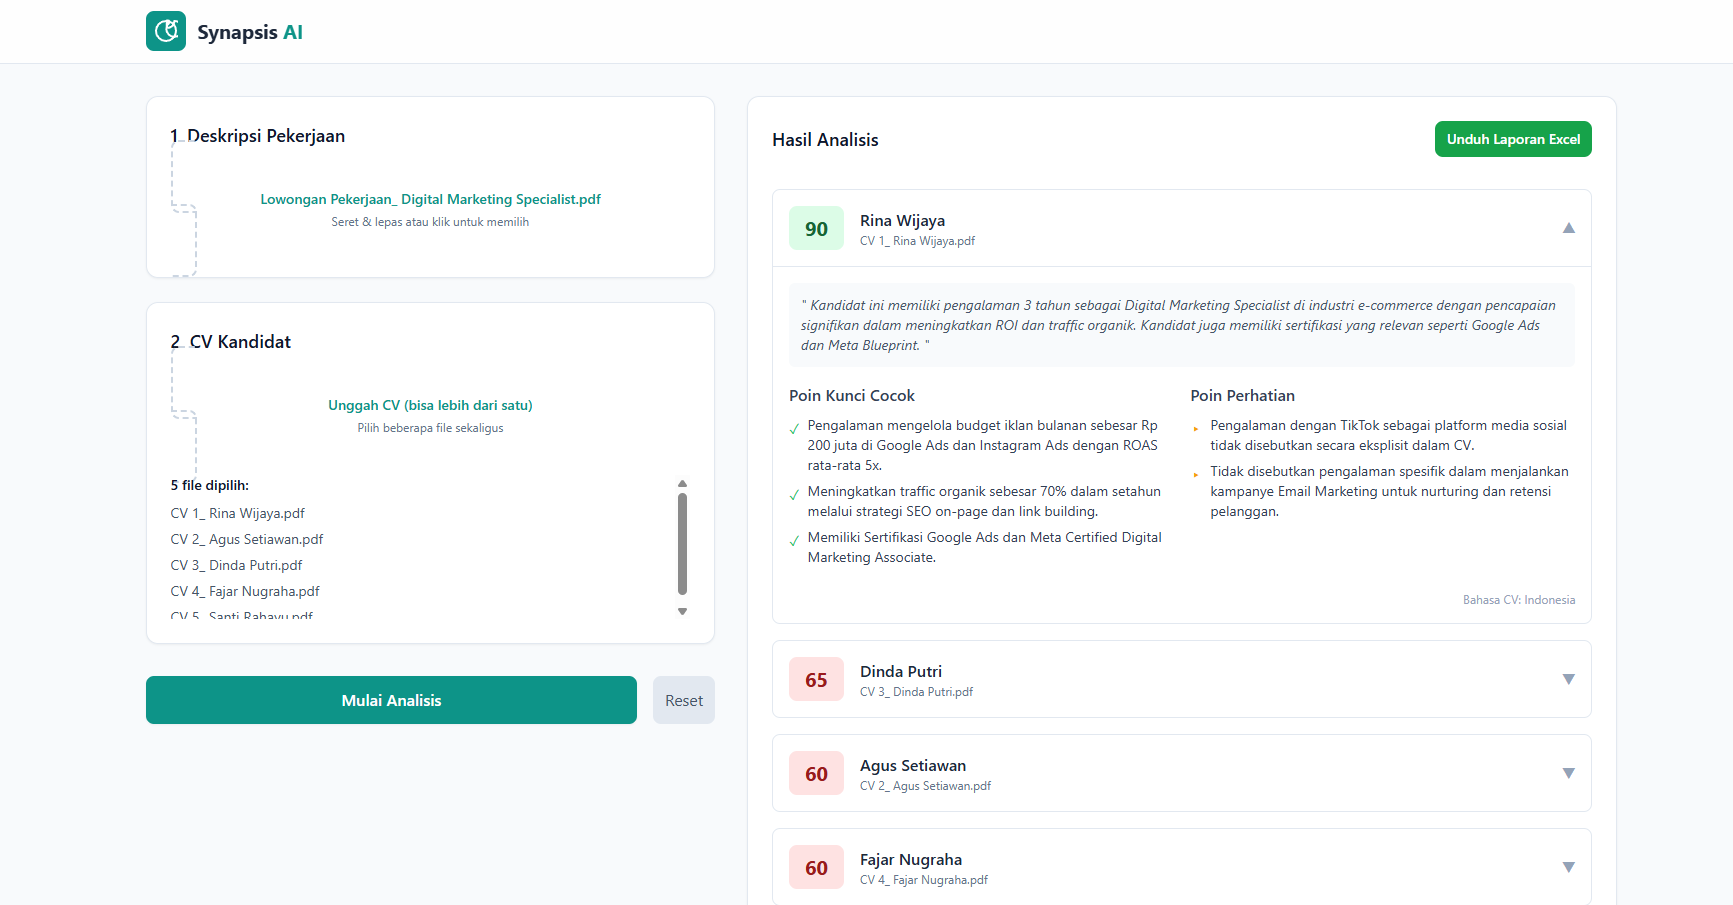 Synapsis AI
1. Deskripsi Pekerjaan
Lowongan Pekerjaan_ Digital Marketing Specialist.pdf
Seret & lepas atau klik untuk memilih
2. CV Kandidat
Unggah CV (bisa lebih dari satu)
Pilih beberapa file sekaligus
5 file dipilih:
CV 1_ Rina Wijaya.pdf
CV 2_ Agus Setiawan.pdf
CV 3_ Dinda Putri.pdf
CV 4_ Fajar Nugraha.pdf
CV 5_ Santi Rahayu.pdf
Mulai Analisis
Reset
Hasil Analisis
Unduh Laporan Excel
90
Rina Wijaya
CV 1_ Rina Wijaya.pdf
" Kandidat ini memiliki pengalaman 3 tahun sebagai Digital Marketing Specialist di industri e-commerce dengan pencapaian
signifikan dalam meningkatkan ROI dan traffic organik. Kandidat juga memiliki sertifikasi yang relevan seperti Google Ads
dan Meta Blueprint. "
Poin Kunci Cocok
✓ Pengalaman mengelola budget iklan bulanan sebesar Rp
200 juta di Google Ads dan Instagram Ads dengan ROAS
rata-rata 5x.
✓ Meningkatkan traffic organik sebesar 70% dalam setahun
melalui strategi SEO on-page dan link building.
✓ Memiliki Sertifikasi Google Ads dan Meta Certified Digital
Marketing Associate.
Poin Perhatian
Pengalaman dengan TikTok sebagai platform media sosial
tidak disebutkan secara eksplisit dalam CV.
Tidak disebutkan pengalaman spesifik dalam menjalankan
kampanye Email Marketing untuk nurturing dan retensi
pelanggan.
Bahasa CV: Indonesia
65
Dinda Putri
CV 3_ Dinda Putri.pdf
60
Agus Setiawan
CV 2_ Agus Setiawan.pdf
60
Fajar Nugraha
CV 4_ Fajar Nugraha.pdf